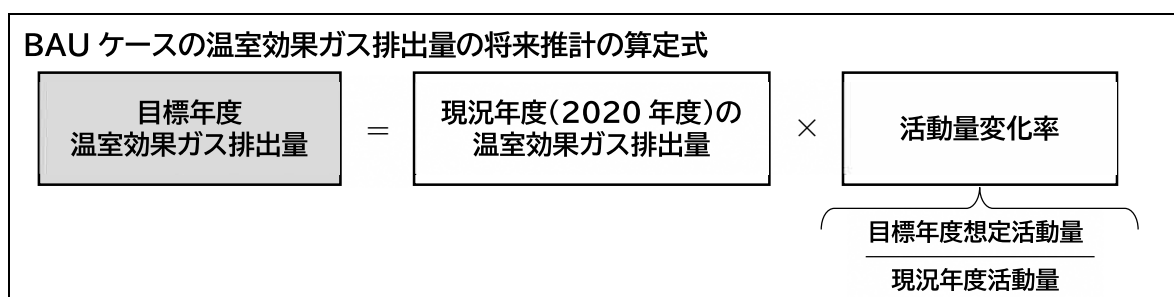 BAU ケースの温室効果ガス排出量の将来推計の算定式
目標年度
温室効果ガス排出量
=
現況年度(2020 年度)の
温室効果ガス排出量
×
活動量変化率
目標年度想定活動量
現況年度活動量